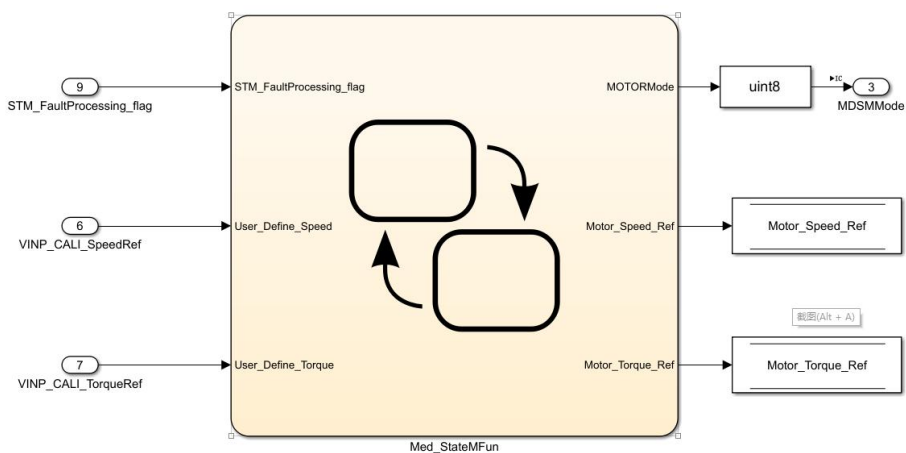 9
STM_FaultProcessing_flag
STM_FaultProcessing_flag
MOTORMode
uint8
IC
3
MDSMMode
6
VINP_CALI_SpeedRef
User_Define_Speed
Motor_Speed_Ref
Motor_Speed_Ref
截图(Alt + A)
7
VINP_CALI_TorqueRef
User_Define_Torque
Motor_Torque_Ref
Motor_Torque_Ref
Med_StateMFun